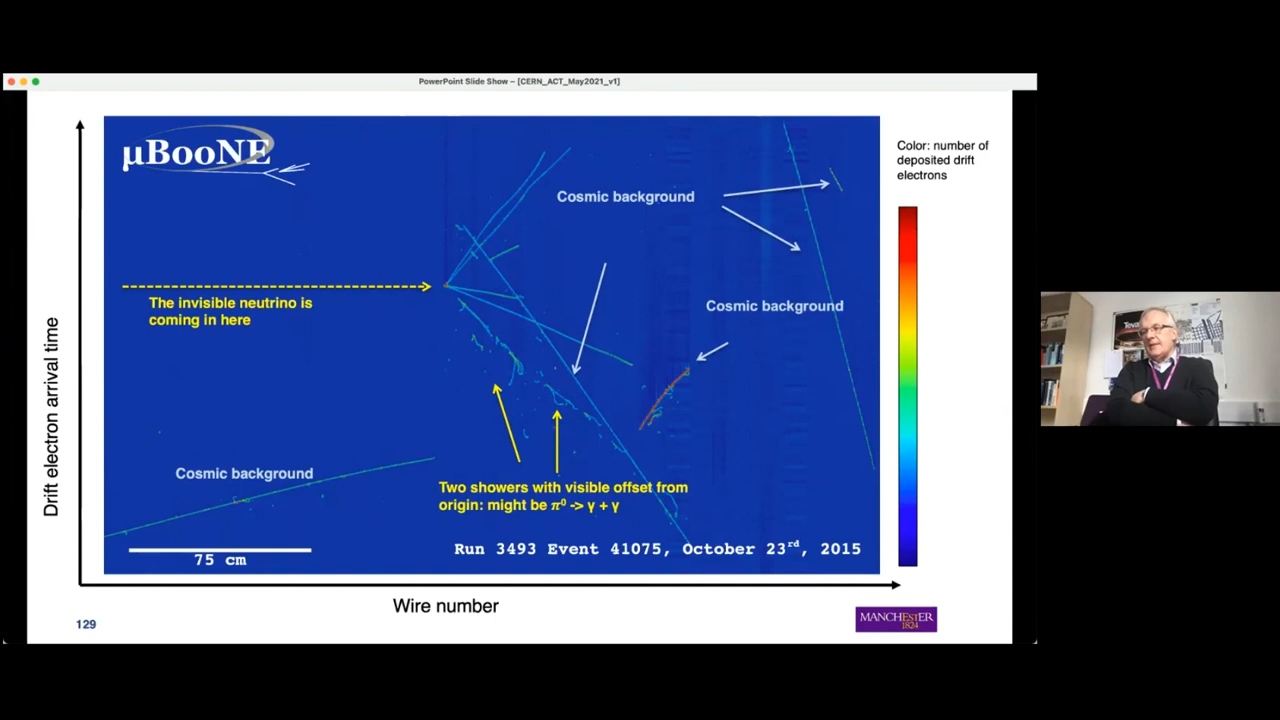 PowerPoint Slide Show – [CERN_ACT_May2021_v1]
µBooNE
Color: number of
deposited drift
electrons
Cosmic background
The invisible neutrino is
coming in here
Cosmic background
Drift electron arrival time
Cosmic background
Two showers with visible offset from
origin: might be π⁰ -> γ + γ
75 cm
Run 3493 Event 41075, October 23rd, 2015
Wire number
129
MANCHESTER
1824
Teva